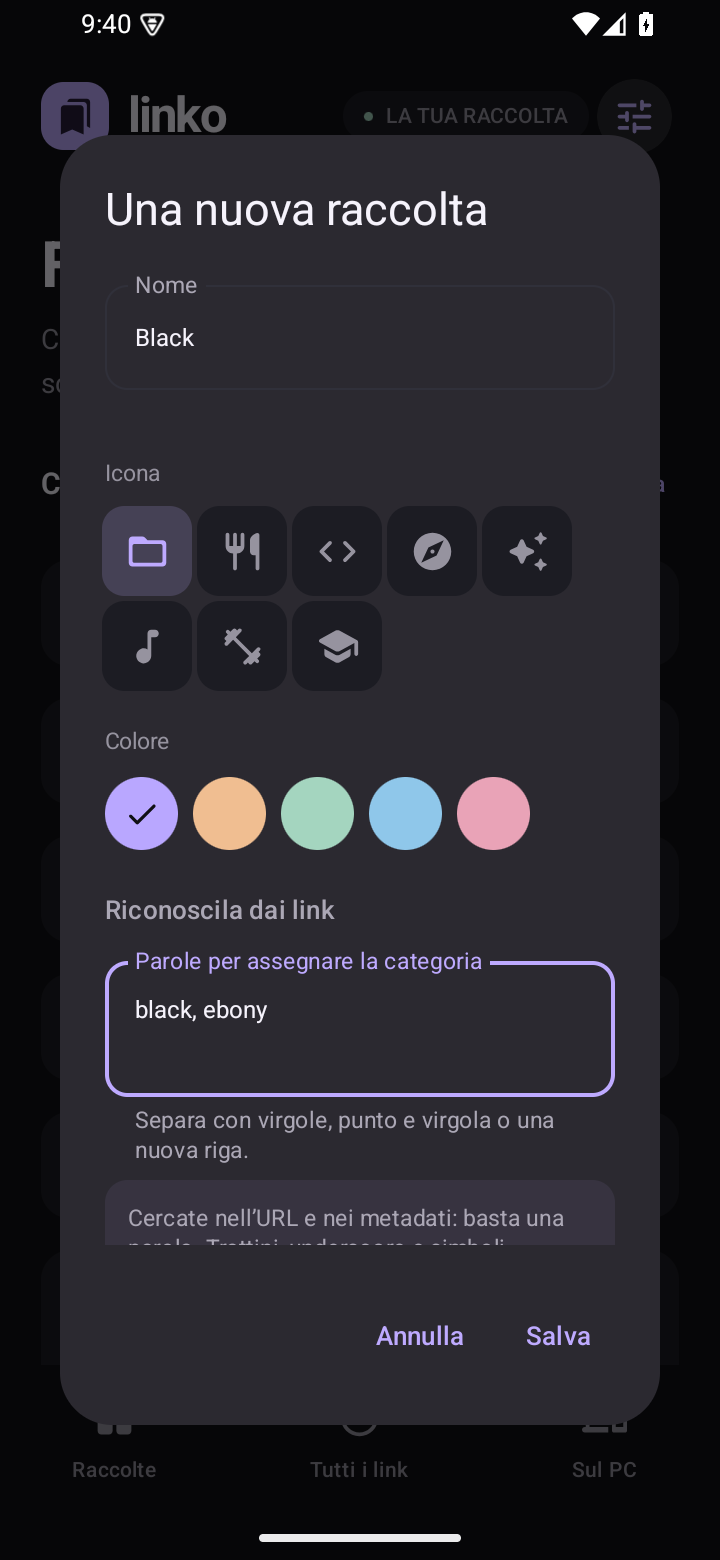 9:40
linko
LA TUA RACCOLTA
Una nuova raccolta
Nome
Black
Icona
Colore
Riconoscila dai link
Parole per assegnare la categoria
black, ebony
Separa con virgole, punto e virgola o una
nuova riga.
Cercate nell’URL e nei metadati: basta una
Annulla
Salva
Raccolte
Tutti i link
Sul PC